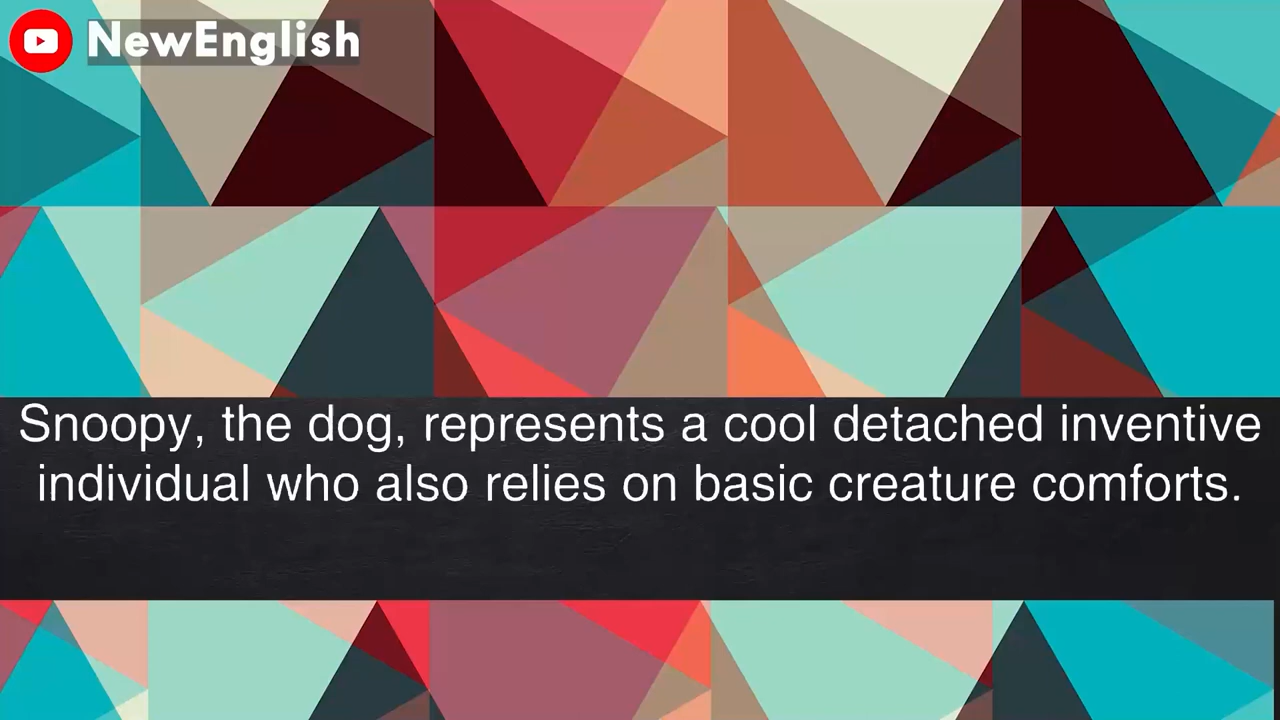 NewEnglish
Snoopy, the dog, represents a cool detached inventive
individual who also relies on basic creature comforts.